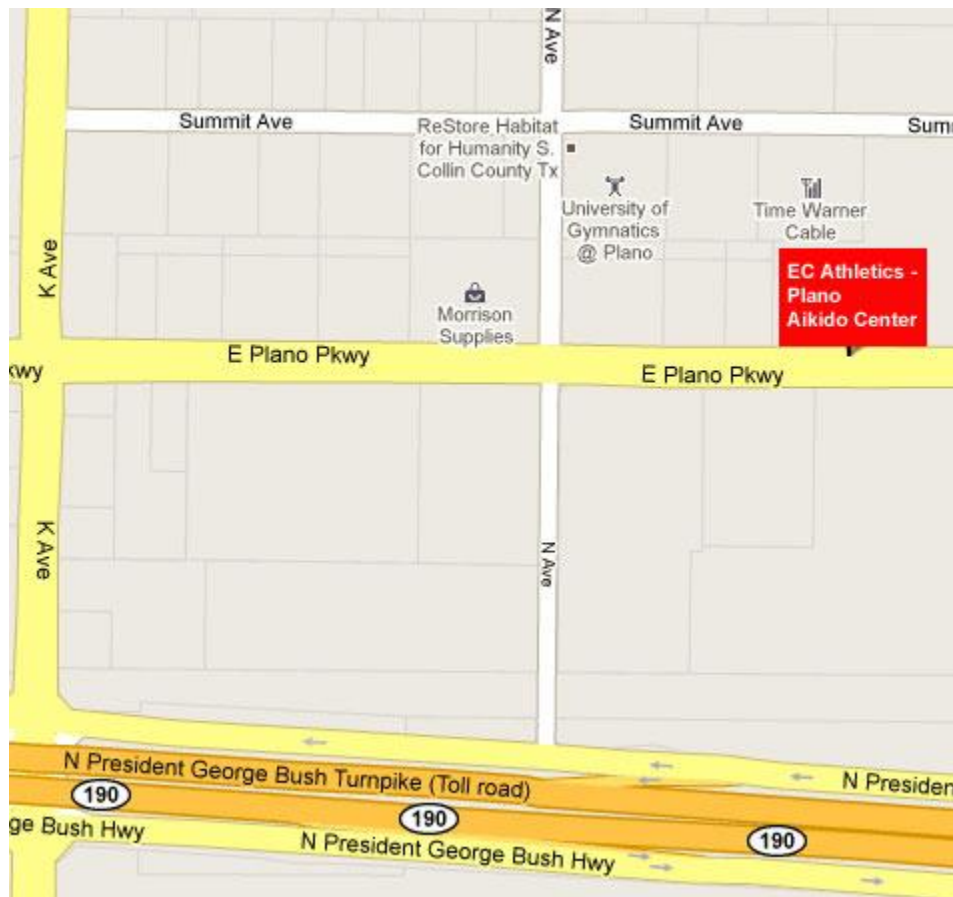 N Ave
Summit Ave
Summit Ave
Sum
ReStore Habitat
for Humanity S.
Collin County Tx
University of
Gymnatics
@ Plano
Time Warner
Cable
K Ave
EC Athletics -
Plano
Aikido Center
Morrison
Supplies
E Plano Pkwy
E Plano Pkwy
kwy
K Ave
N Ave
N President George Bush Turnpike (Toll road)
N Presiden
190
190
190
ge Bush Hwy
N President George Bush Hwy